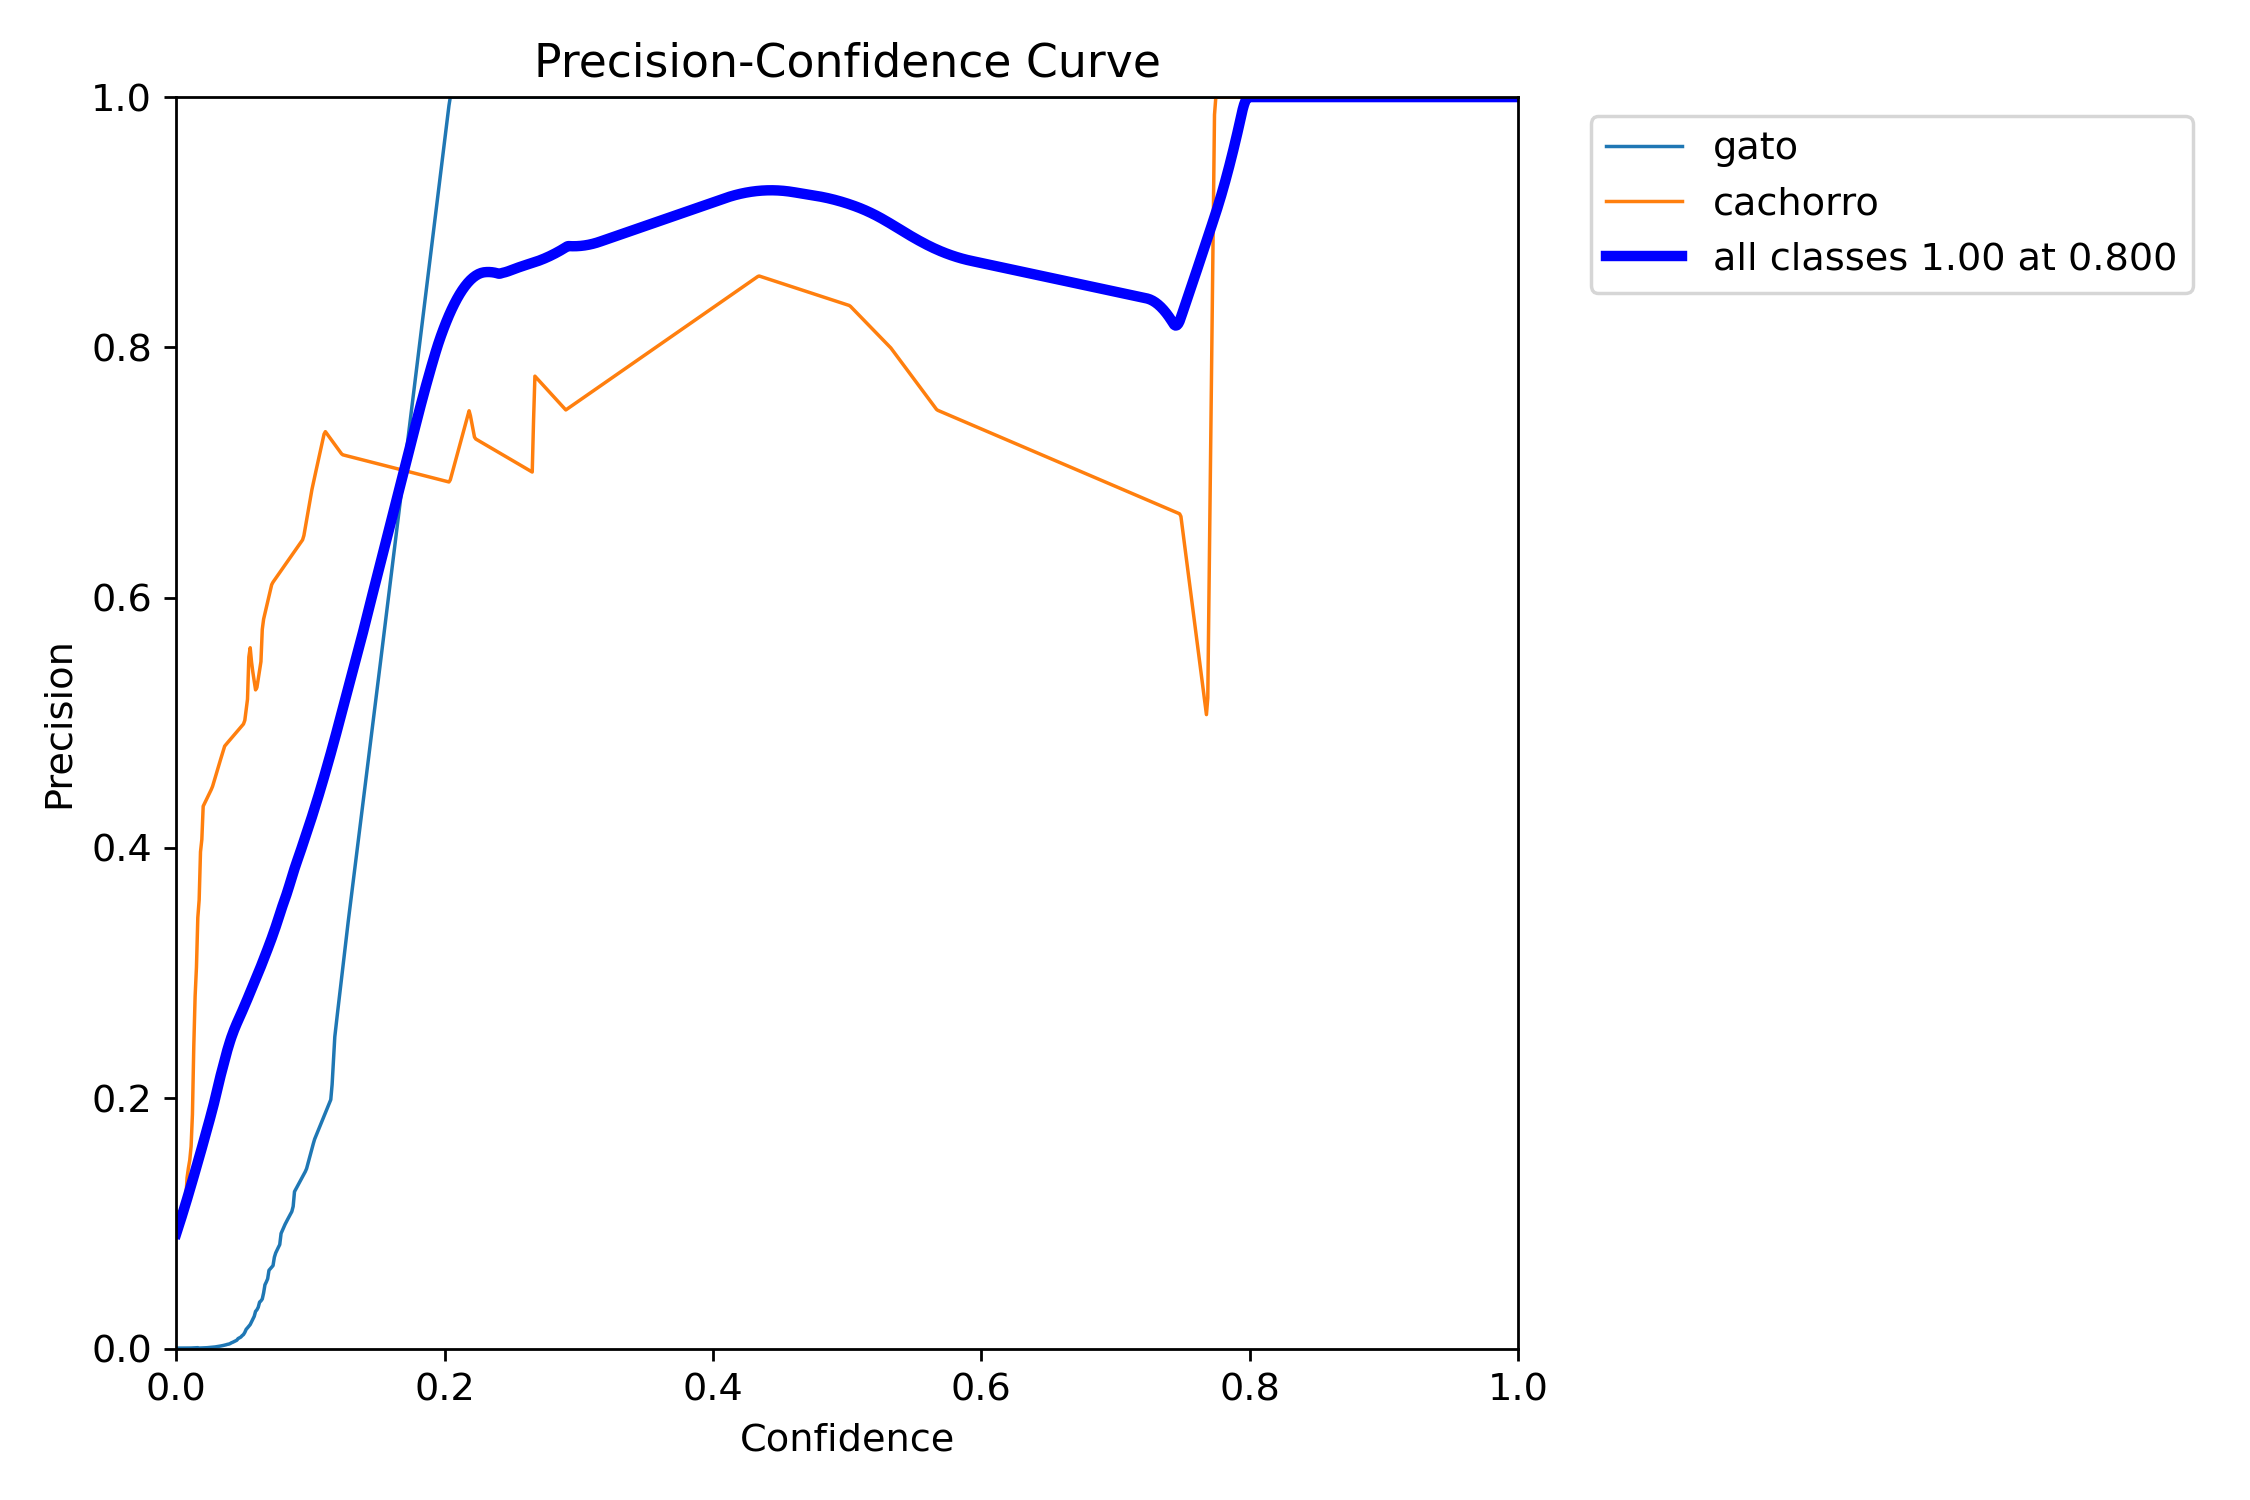 Precision-Confidence Curve
1.0
0.8
0.6
0.4
0.2
0.0
Precision
0.0 0.2 0.4 0.6 0.8 1.0
Confidence
gato
cachorro
all classes 1.00 at 0.800